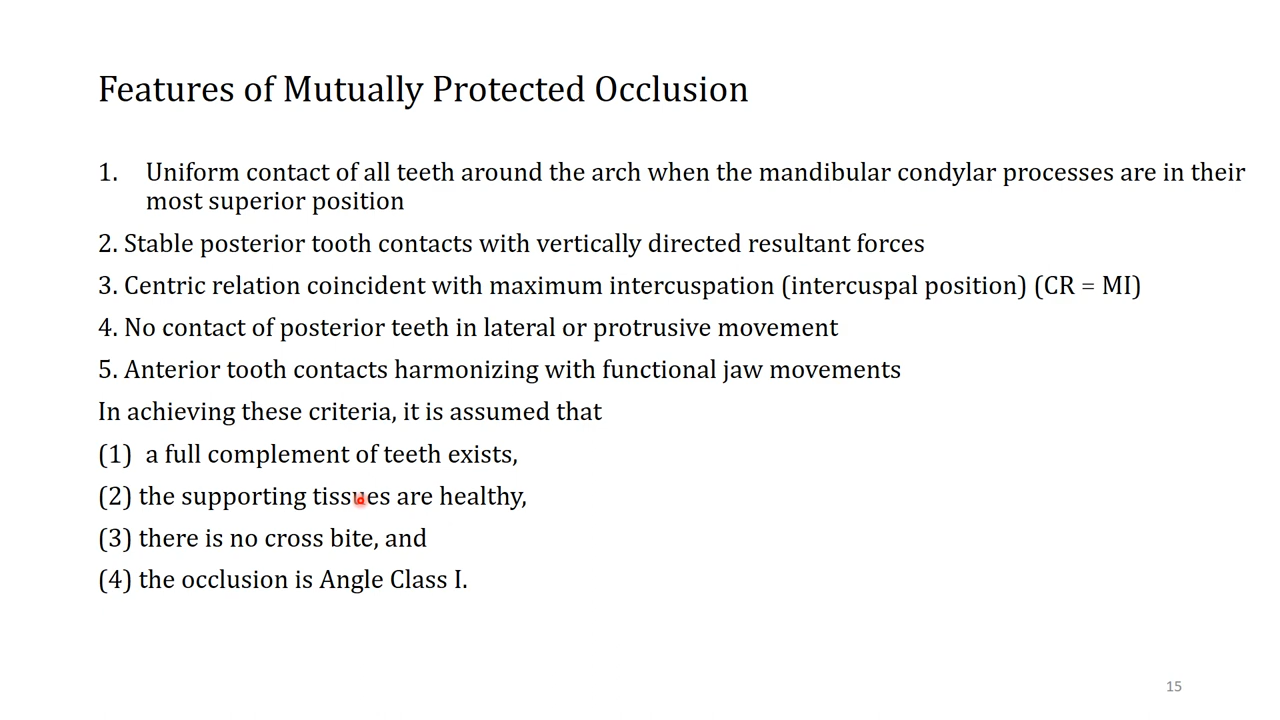 Features of Mutually Protected Occlusion
1. Uniform contact of all teeth around the arch when the mandibular condylar processes are in their
most superior position
2. Stable posterior tooth contacts with vertically directed resultant forces
3. Centric relation coincident with maximum intercuspation (intercuspal position) (CR = MI)
4. No contact of posterior teeth in lateral or protrusive movement
5. Anterior tooth contacts harmonizing with functional jaw movements
In achieving these criteria, it is assumed that
(1) a full complement of teeth exists,
(2) the supporting tissues are healthy,
(3) there is no cross bite, and
(4) the occlusion is Angle Class I.
15